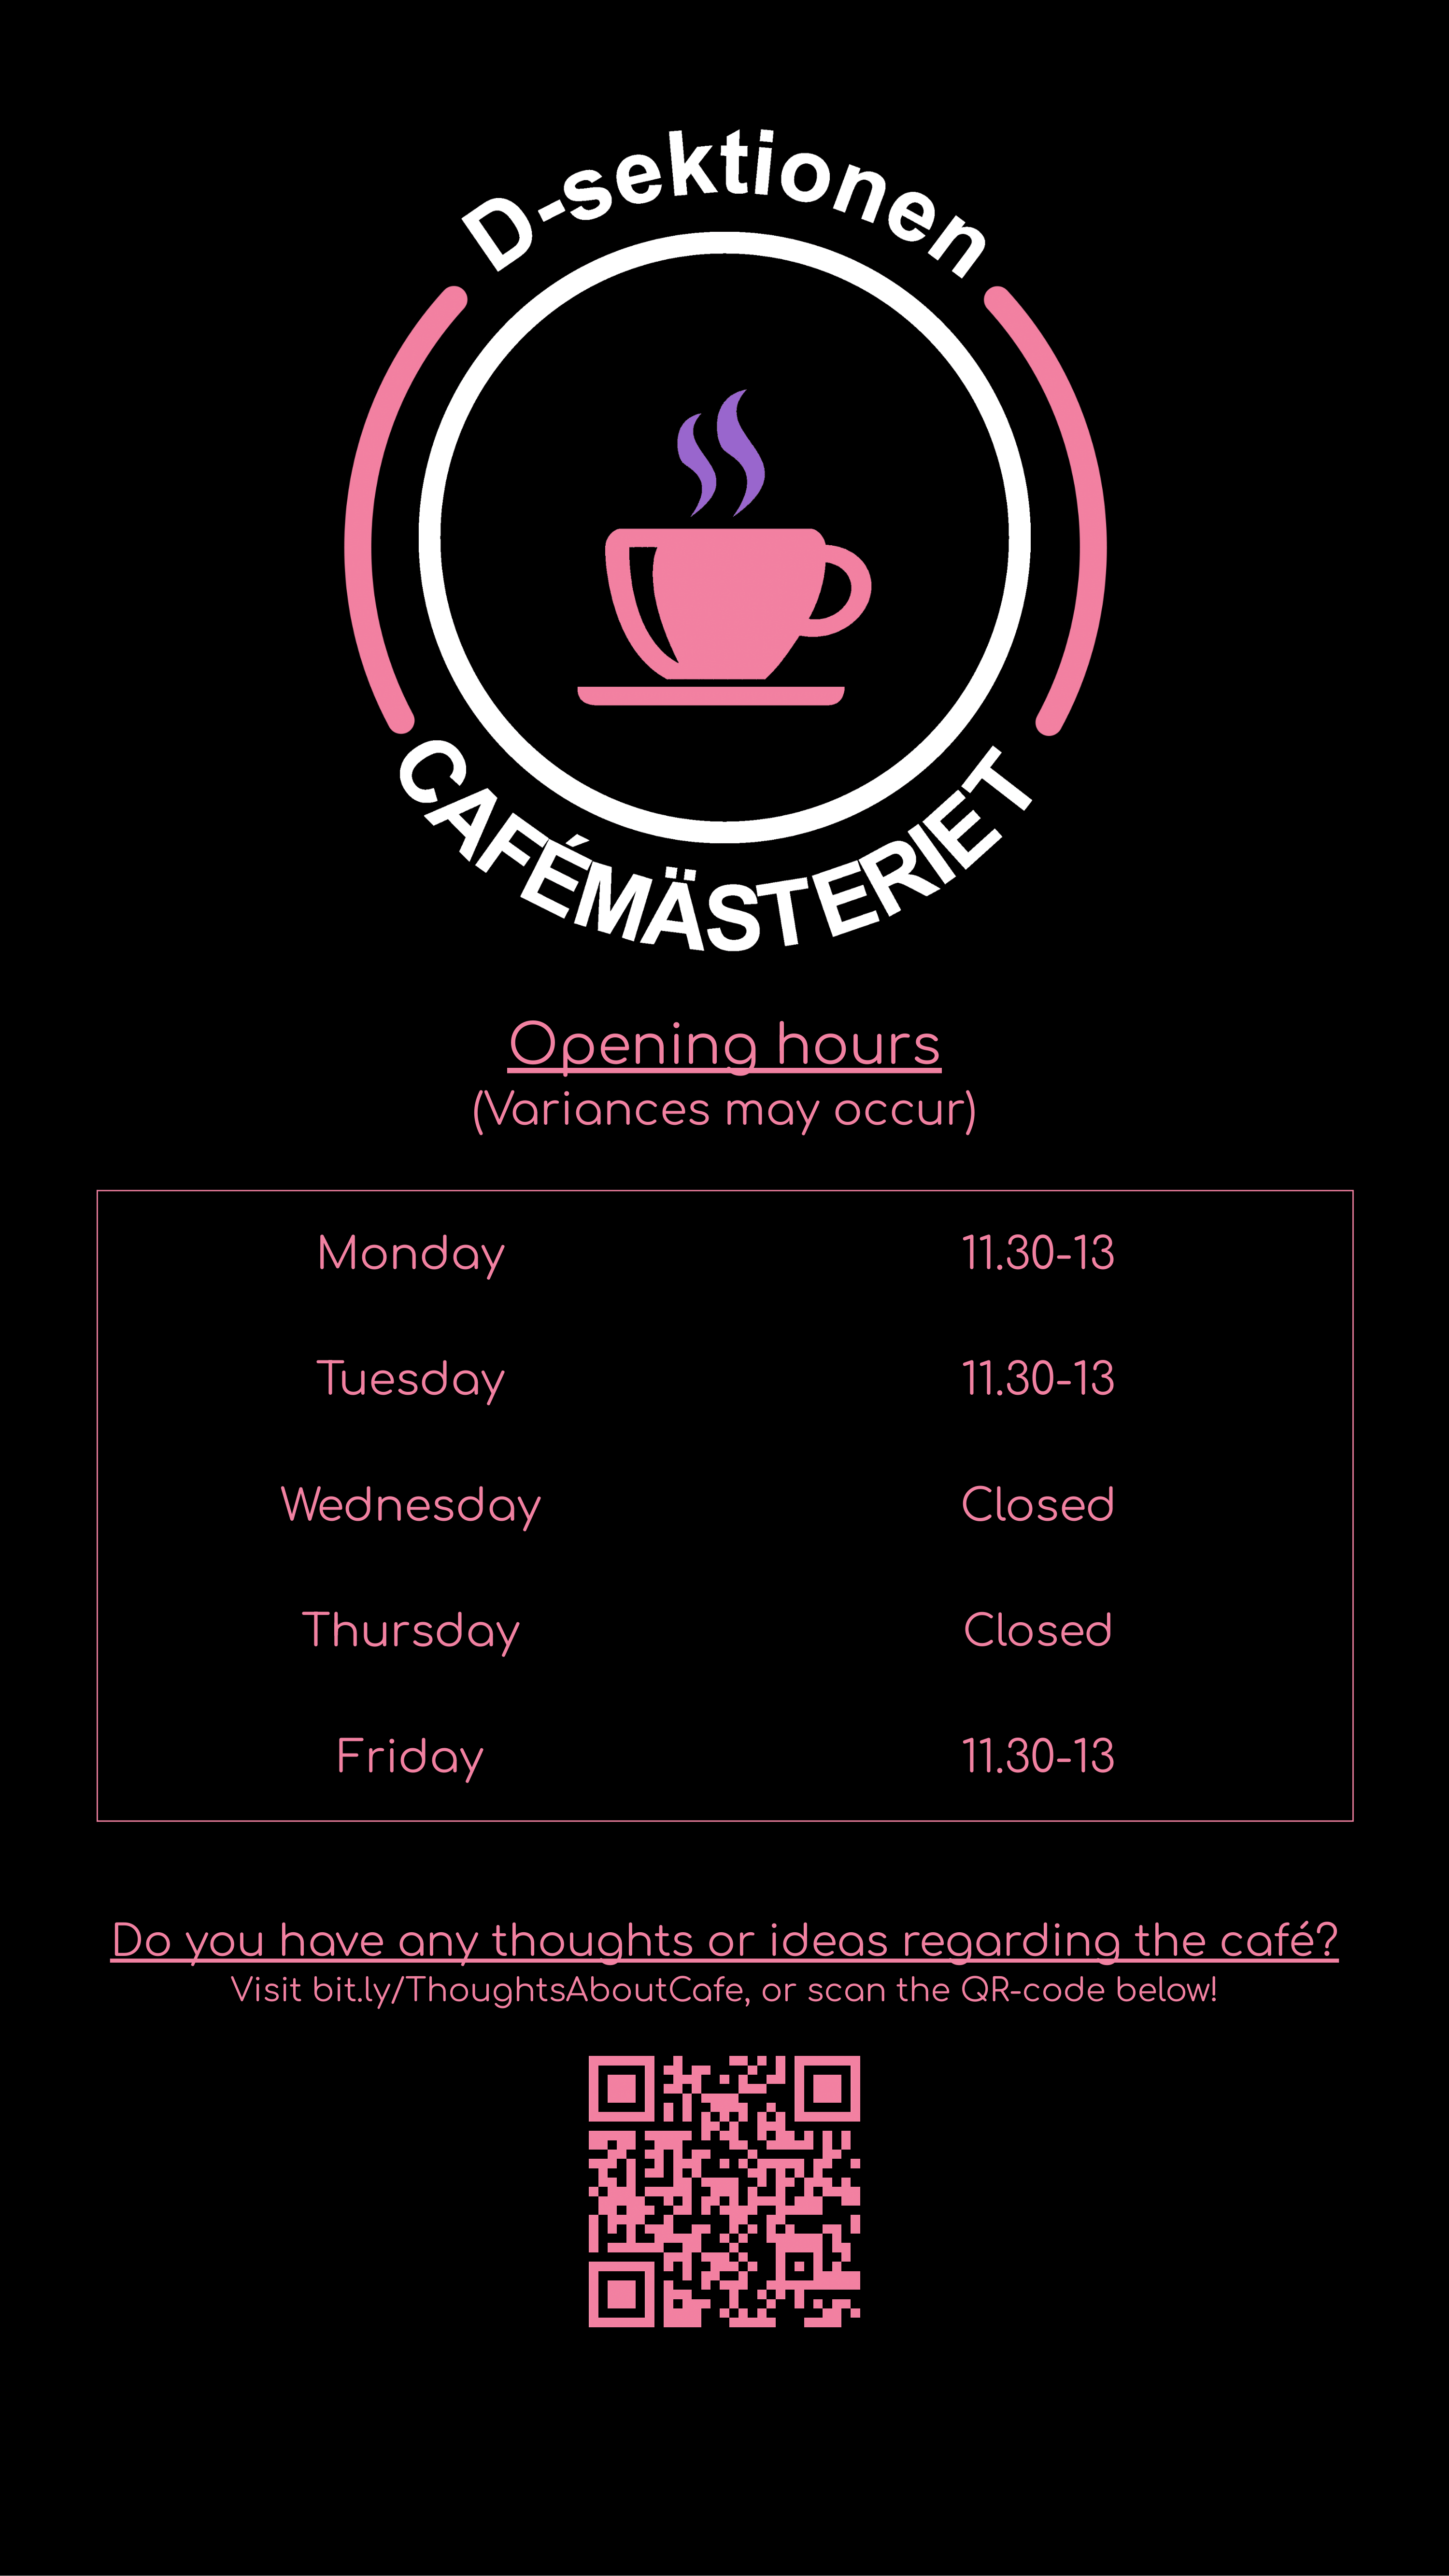 D-sektionen
CAFÉMÄSTERIET
Opening hours
(Variances may occur)
Monday 11.30-13
Tuesday 11.30-13
Wednesday Closed
Thursday Closed
Friday 11.30-13
Do you have any thoughts or ideas regarding the café?
Visit bit.ly/ThoughtsAboutCafe, or scan the QR-code below!